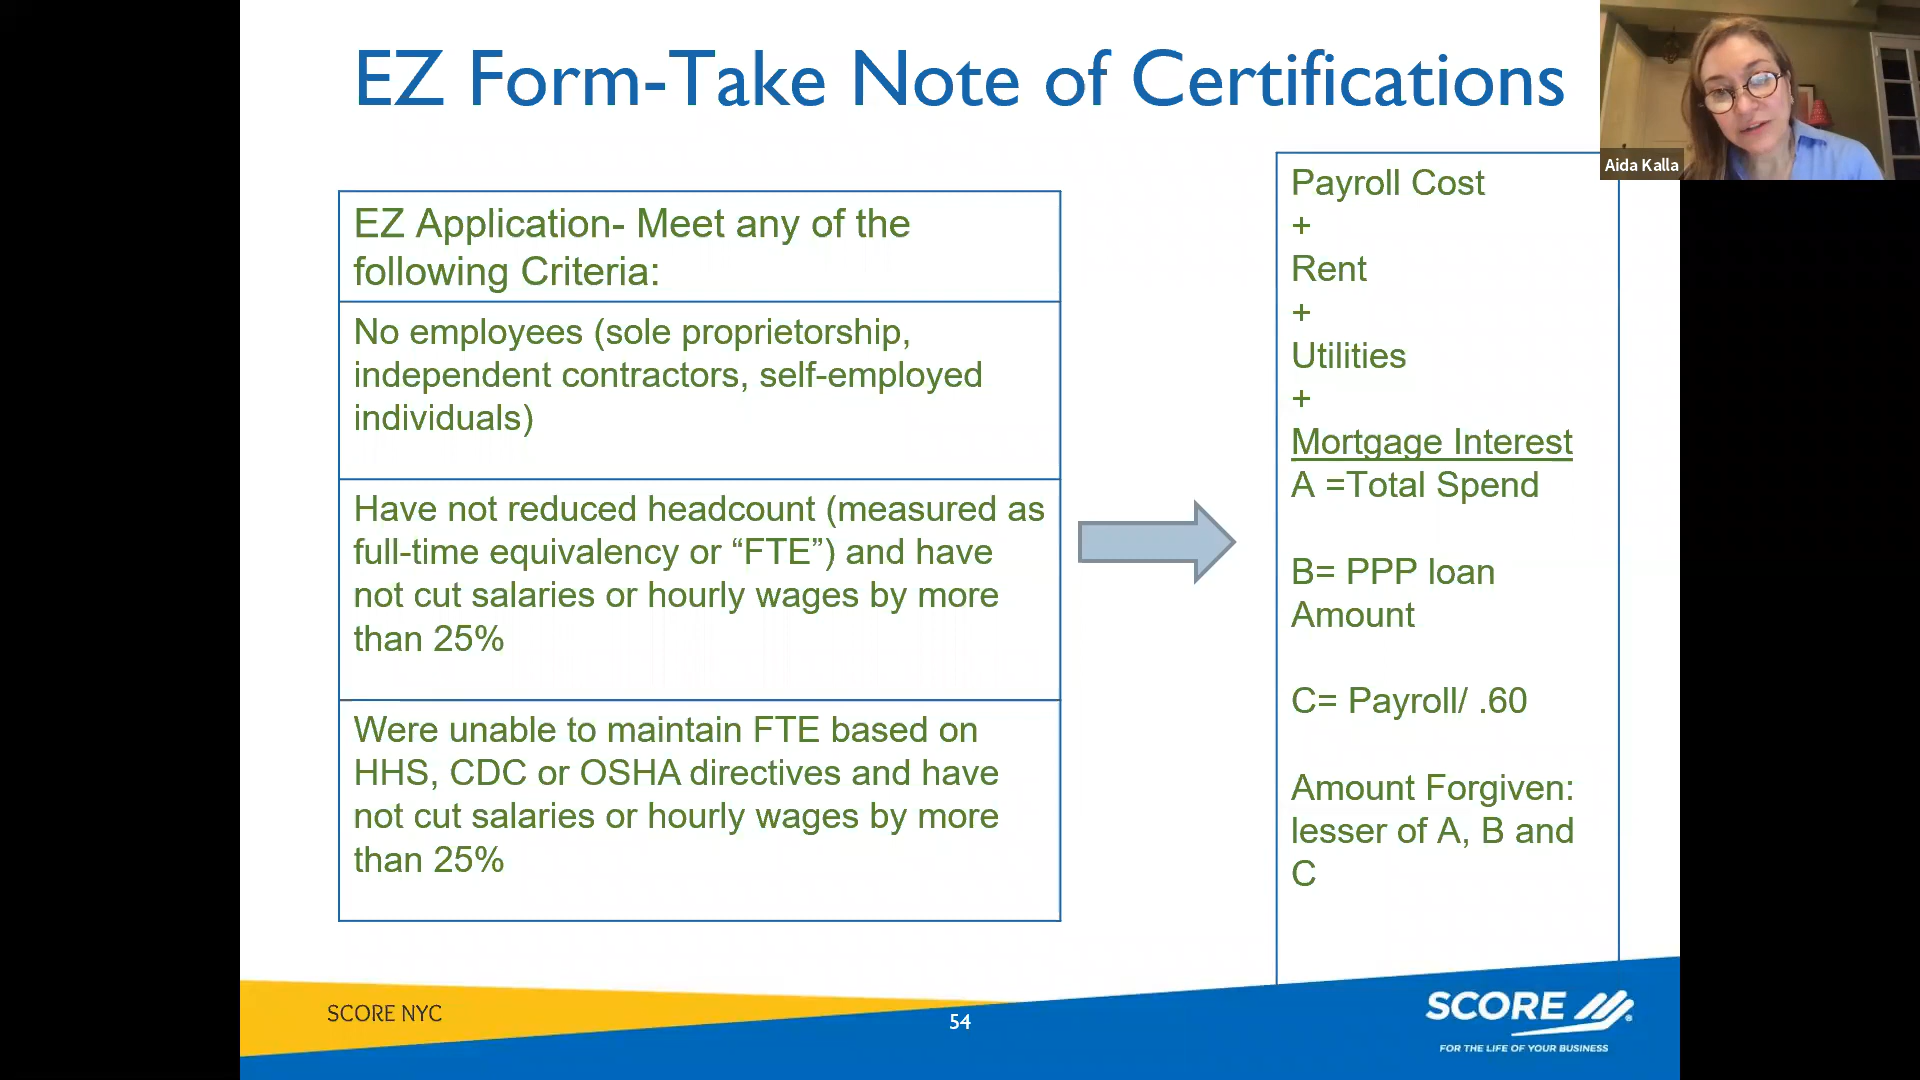 EZ Form-Take Note of Certifications
Aida Kalla
EZ Application- Meet any of the
following Criteria:
No employees (sole proprietorship,
independent contractors, self-employed
individuals)
Have not reduced headcount (measured as
full-time equivalency or “FTE”) and have
not cut salaries or hourly wages by more
than 25%
Were unable to maintain FTE based on
HHS, CDC or OSHA directives and have
not cut salaries or hourly wages by more
than 25%
Payroll Cost
+
Rent
+
Utilities
+
Mortgage Interest
A =Total Spend
B= PPP loan
Amount
C= Payroll/ .60
Amount Forgiven:
lesser of A, B and
C
SCORE NYC
54
SCORE
FOR THE LIFE OF YOUR BUSINESS